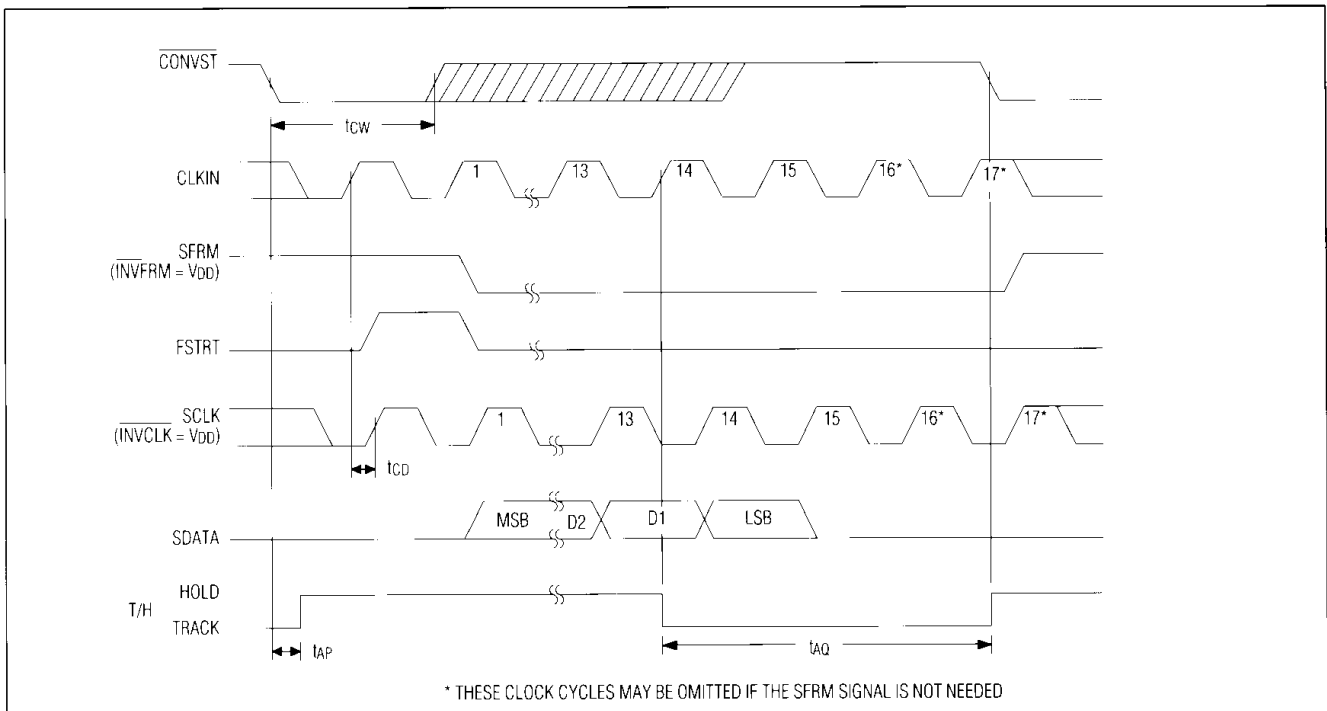 CONVST
tCW
CLKIN
1 13 14 15 16* 17*
SFRM
(INVFRM = VDD)
FSTRT
SCLK
(INVCLK = VDD)
1 13 14 15 16* 17*
tCD
SDATA
MSB D2 D1 LSB
T/H
HOLD
TRACK
tAP
tAQ
* THESE CLOCK CYCLES MAY BE OMITTED IF THE SFRM SIGNAL IS NOT NEEDED